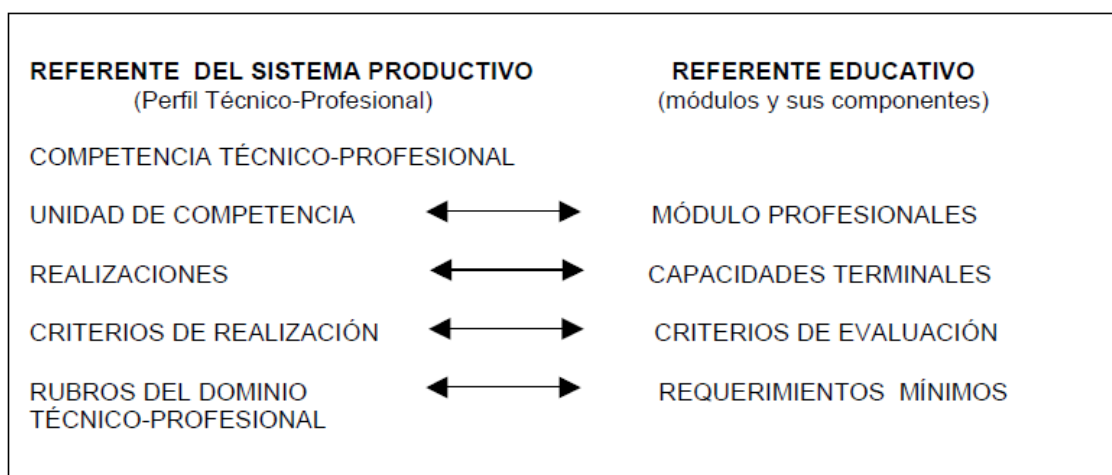 REFERENTE DEL SISTEMA PRODUCTIVO
(Perfil Técnico-Profesional)
REFERENTE EDUCATIVO
(módulos y sus componentes)
COMPETENCIA TÉCNICO-PROFESIONAL
UNIDAD DE COMPETENCIA
MÓDULO PROFESIONALES
REALIZACIONES
CAPACIDADES TERMINALES
CRITERIOS DE REALIZACIÓN
CRITERIOS DE EVALUACIÓN
RUBROS DEL DOMINIO
TÉCNICO-PROFESIONAL
REQUERIMIENTOS MÍNIMOS